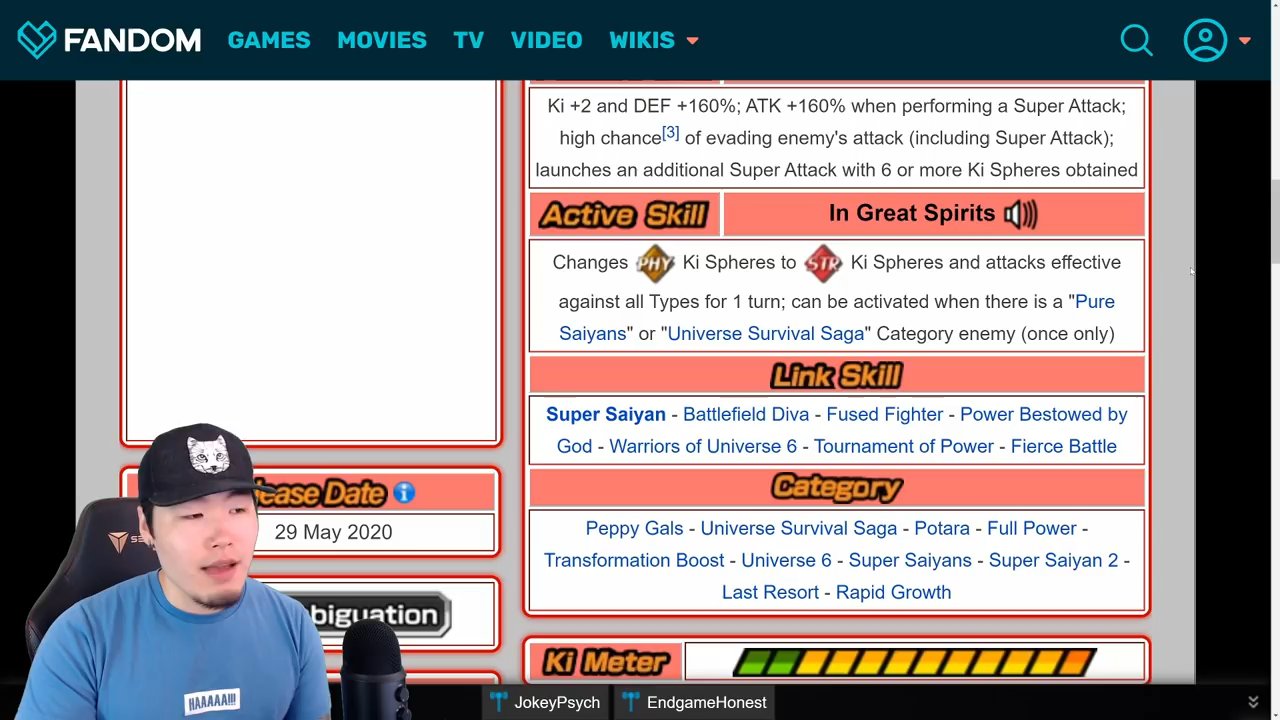 FANDOM GAMES MOVIES TV VIDEO WIKIS
Ki +2 and DEF +160%; ATK +160% when performing a Super Attack;
high chance[3] of evading enemy's attack (including Super Attack);
launches an additional Super Attack with 6 or more Ki Spheres obtained
Active Skill In Great Spirits
Changes PHY Ki Spheres to STR Ki Spheres and attacks effective
against all Types for 1 turn; can be activated when there is a "Pure
Saiyans" or "Universe Survival Saga" Category enemy (once only)
Link Skill
Super Saiyan - Battlefield Diva - Fused Fighter - Power Bestowed by
God - Warriors of Universe 6 - Tournament of Power - Fierce Battle
Category
Peppy Gals - Universe Survival Saga - Potara - Full Power -
Transformation Boost - Universe 6 - Super Saiyans - Super Saiyan 2 -
Last Resort - Rapid Growth
Ki Meter
ease Date
29 May 2020
biguation
HAAAAA!!!
JokeyPsych EndgameHonest